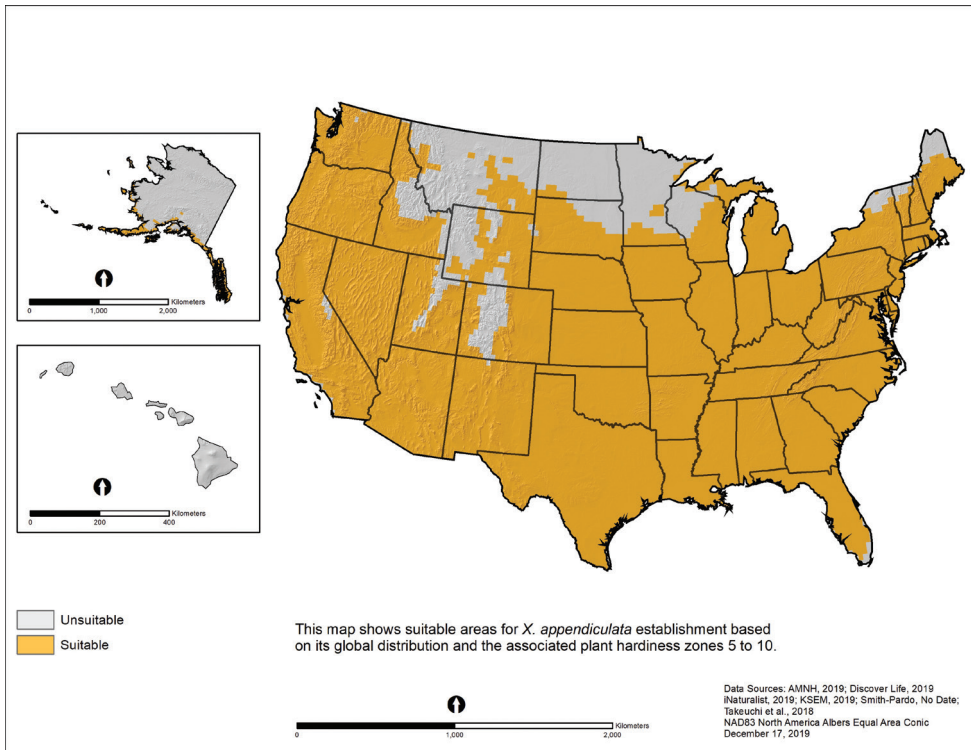 0
1,000
2,000
Kilometers
0
200
400
Kilometers
Unsuitable
Suitable
This map shows suitable areas for X. appendiculata establishment based
on its global distribution and the associated plant hardiness zones 5 to 10.
0
1,000
2,000
Kilometers
Data Sources: AMNH, 2019; Discover Life, 2019
iNaturalist, 2019; KSEM, 2019; Smith-Pardo, No Date;
Takeuchi et al., 2018
NAD83 North America Albers Equal Area Conic
December 17, 2019